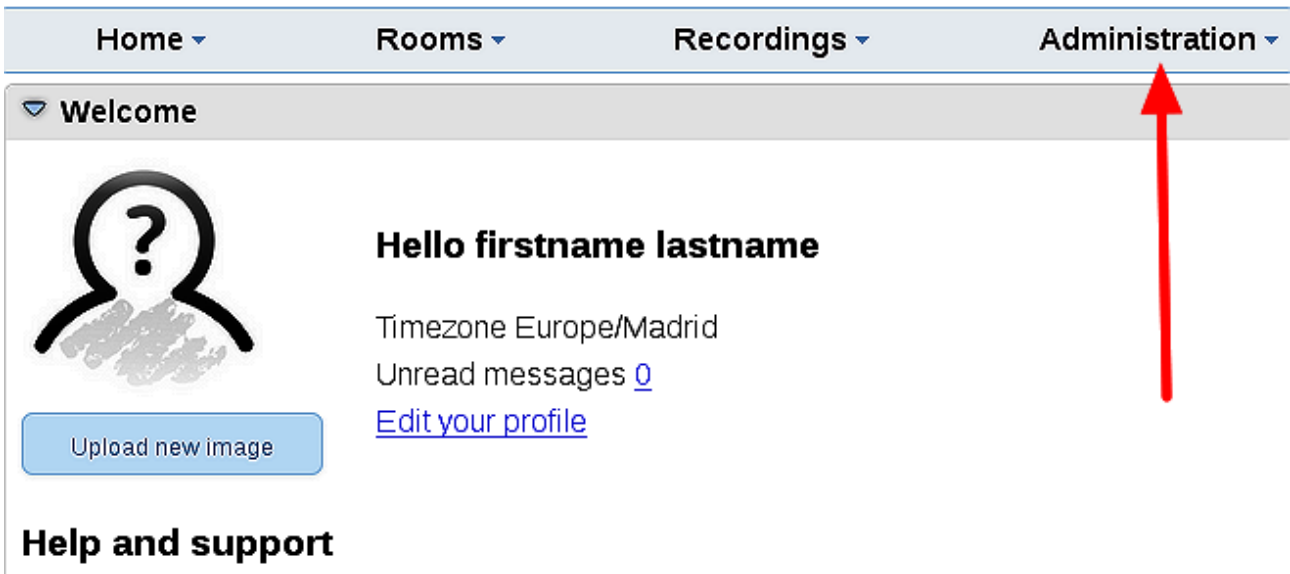 Home Rooms Recordings Administration
Welcome
?
Hello firstname lastname
Timezone Europe/Madrid
Unread messages 0
Edit your profile
Upload new image
Help and support